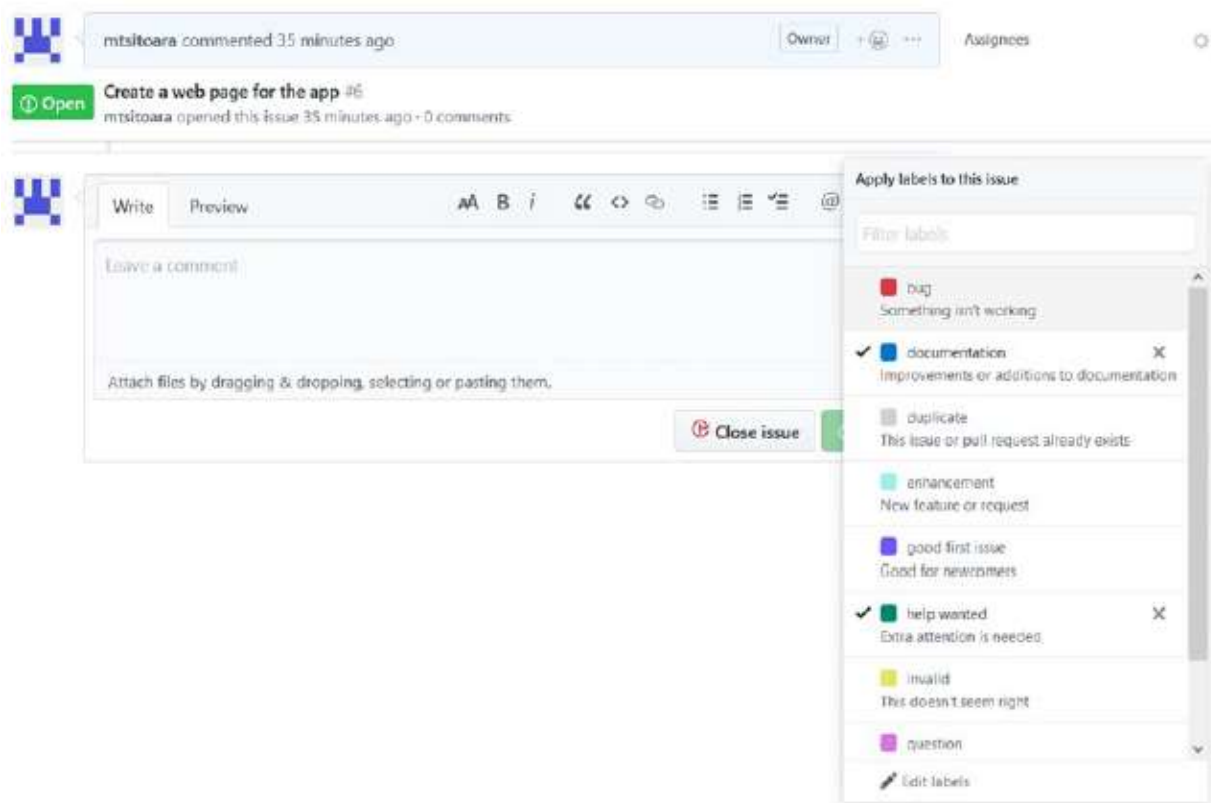 mtsitoara commented 35 minutes ago
Owner
Assignees
Open
Create a web page for the app #6
mtsitoara opened this issue 35 minutes ago · 0 comments
Write
Preview
AA B i “ <> @
Leave a comment
Attach files by dragging & dropping, selecting or pasting them.
Close issue
Apply labels to this issue
Filter labels
bug
Something isn't working
documentation
Improvements or additions to documentation
duplicate
This issue or pull request already exists
enhancement
New feature or request
good first issue
Good for newcomers
help wanted
Extra attention is needed
invalid
This doesn't seem right
question
Edit labels